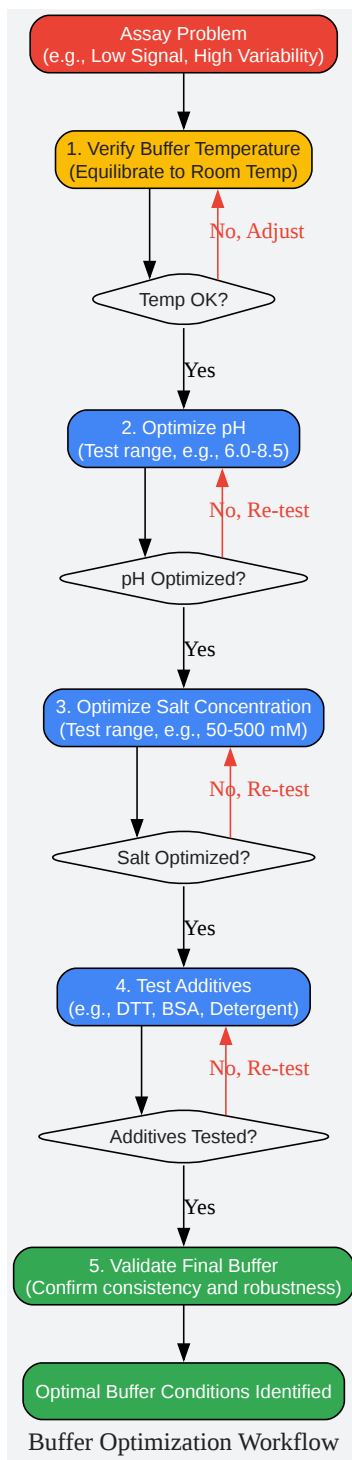 Assay Problem
(e.g., Low Signal, High Variability)
1. Verify Buffer Temperature
(Equilibrate to Room Temp)
No, Adjust
Temp OK?
Yes
2. Optimize pH
(Test range, e.g., 6.0-8.5)
No, Re-test
pH Optimized?
Yes
3. Optimize Salt Concentration
(Test range, e.g., 50-500 mM)
No, Re-test
Salt Optimized?
Yes
4. Test Additives
(e.g., DTT, BSA, Detergent)
No, Re-test
Additives Tested?
Yes
5. Validate Final Buffer
(Confirm consistency and robustness)
Optimal Buffer Conditions Identified
Buffer Optimization Workflow